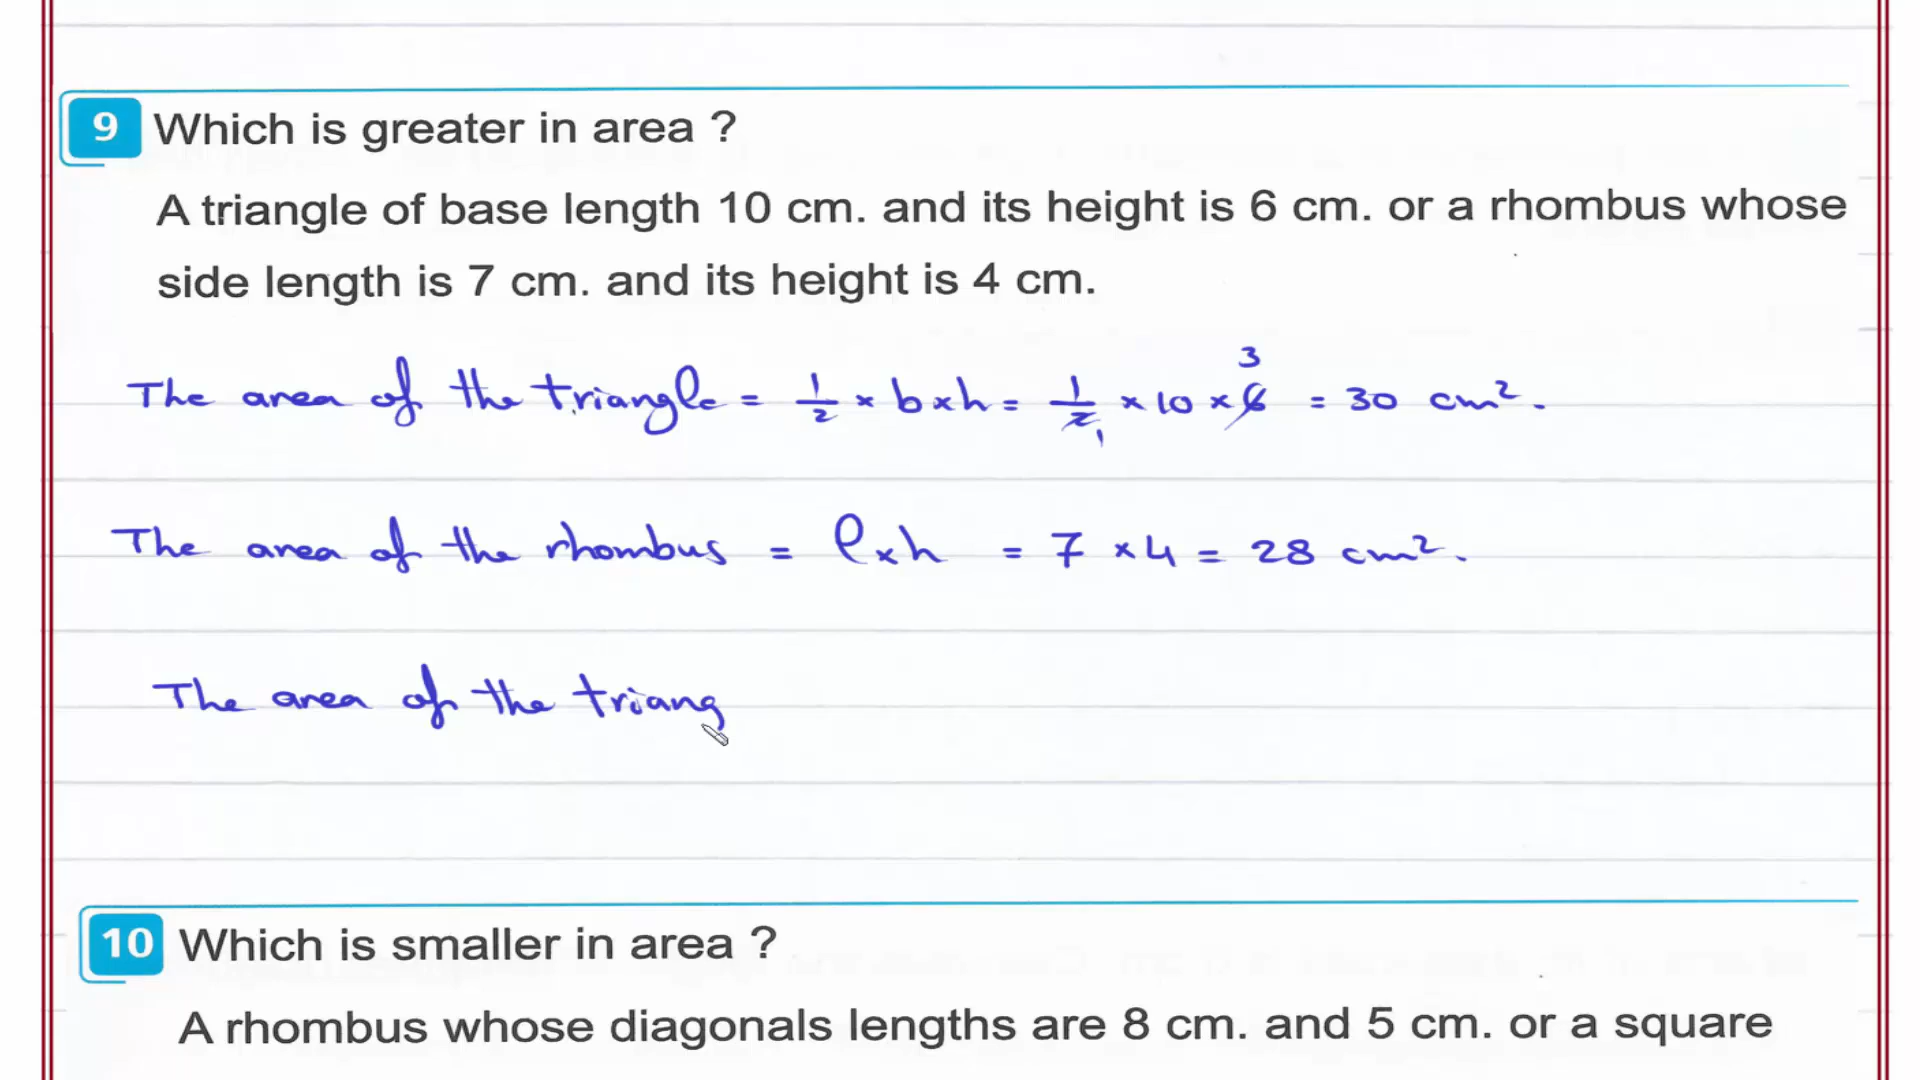 9 Which is greater in area ?
A triangle of base length 10 cm. and its height is 6 cm. or a rhombus whose
side length is 7 cm. and its height is 4 cm.
The area of the triangle = 1/2 × b × h = 1/2 1 × 10 × 6 3 = 30 cm².
The area of the rhombus = l × h = 7 × 4 = 28 cm².
The area of the triang
10 Which is smaller in area ?
A rhombus whose diagonals lengths are 8 cm. and 5 cm. or a square